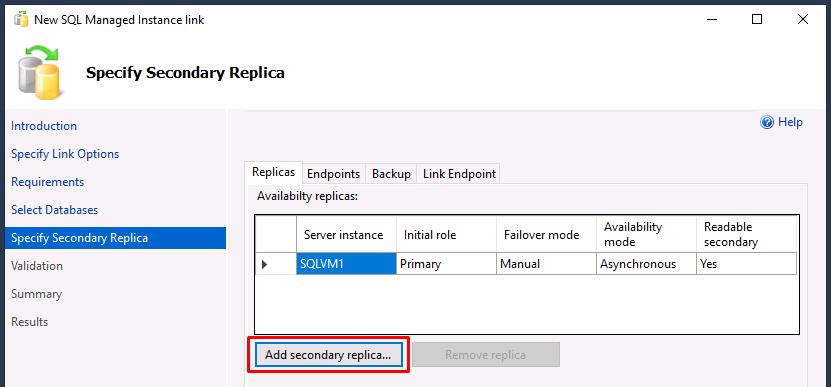 New SQL Managed Instance link
Specify Secondary Replica
Help
Introduction
Specify Link Options
Requirements
Select Databases
Specify Secondary Replica
Validation
Summary
Results
Replicas Endpoints Backup Link Endpoint
Availabilty replicas:
Server instance Initial role Failover mode Availability mode Readable secondary
SQLVM1 Primary Manual Asynchronous Yes
Add secondary replica... Remove replica